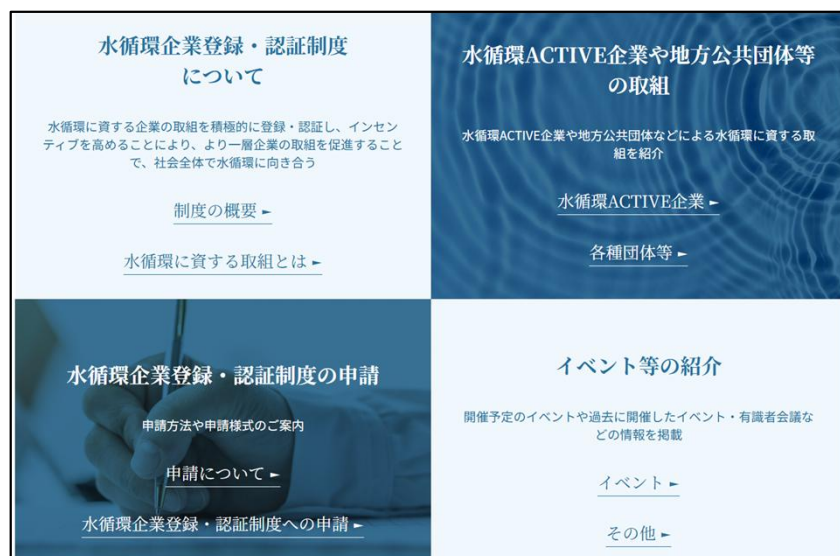 水循環企業登録・認証制度
について
水循環に資する企業の取組を積極的に登録・認証し、インセン
ティブを高めることにより、より一層企業の取組を促進すること
で、社会全体で水循環に向き合う
制度の概要 ►
水循環に資する取組とは ►
水循環ACTIVE企業や地方公共団体等
の取組
水循環ACTIVE企業や地方公共団体などによる水循環に資する取
組を紹介
水循環ACTIVE企業 ►
各種団体等 ►
水循環企業登録・認証制度の申請
申請方法や申請様式のご案内
申請について ►
水循環企業登録・認証制度への申請 ►
イベント等の紹介
開催予定のイベントや過去に開催したイベント・有識者会議な
どの情報を掲載
イベント ►
その他 ►